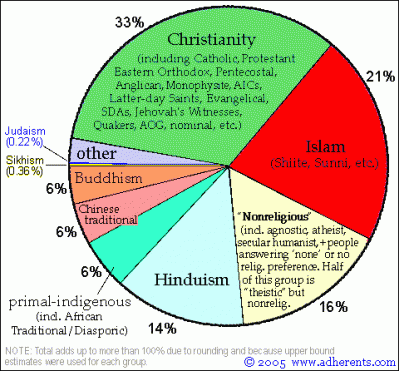 33%
Christianity
(including Catholic, Protestant
Eastern Orthodox, Pentecostal,
Anglican, Monophysite, AICs,
Latter-day Saints, Evangelical,
SDAs, Jehovah's Witnesses,
Quakers, AOG, nominal, etc.)
21%
Islam
(Shiite, Sunni, etc.)
Judaism
(0.22%)
other
Sikhism
(0.36%)
Buddhism
6%
Chinese
traditional
6%
6%
primal-indigenous
(incl. African
Traditional/Diasporic)
Hinduism
14%
"Nonreligious"
(incl. agnostic, atheist,
secular humanist, +people
answering 'none' or no
relig. preference. Half
of this group is
"theistic" but
nonrelig.
16%
NOTE: Total adds up to more than 100% due to rounding and because upper bound
estimates were used for each group.
© 2005 www.adherents.com